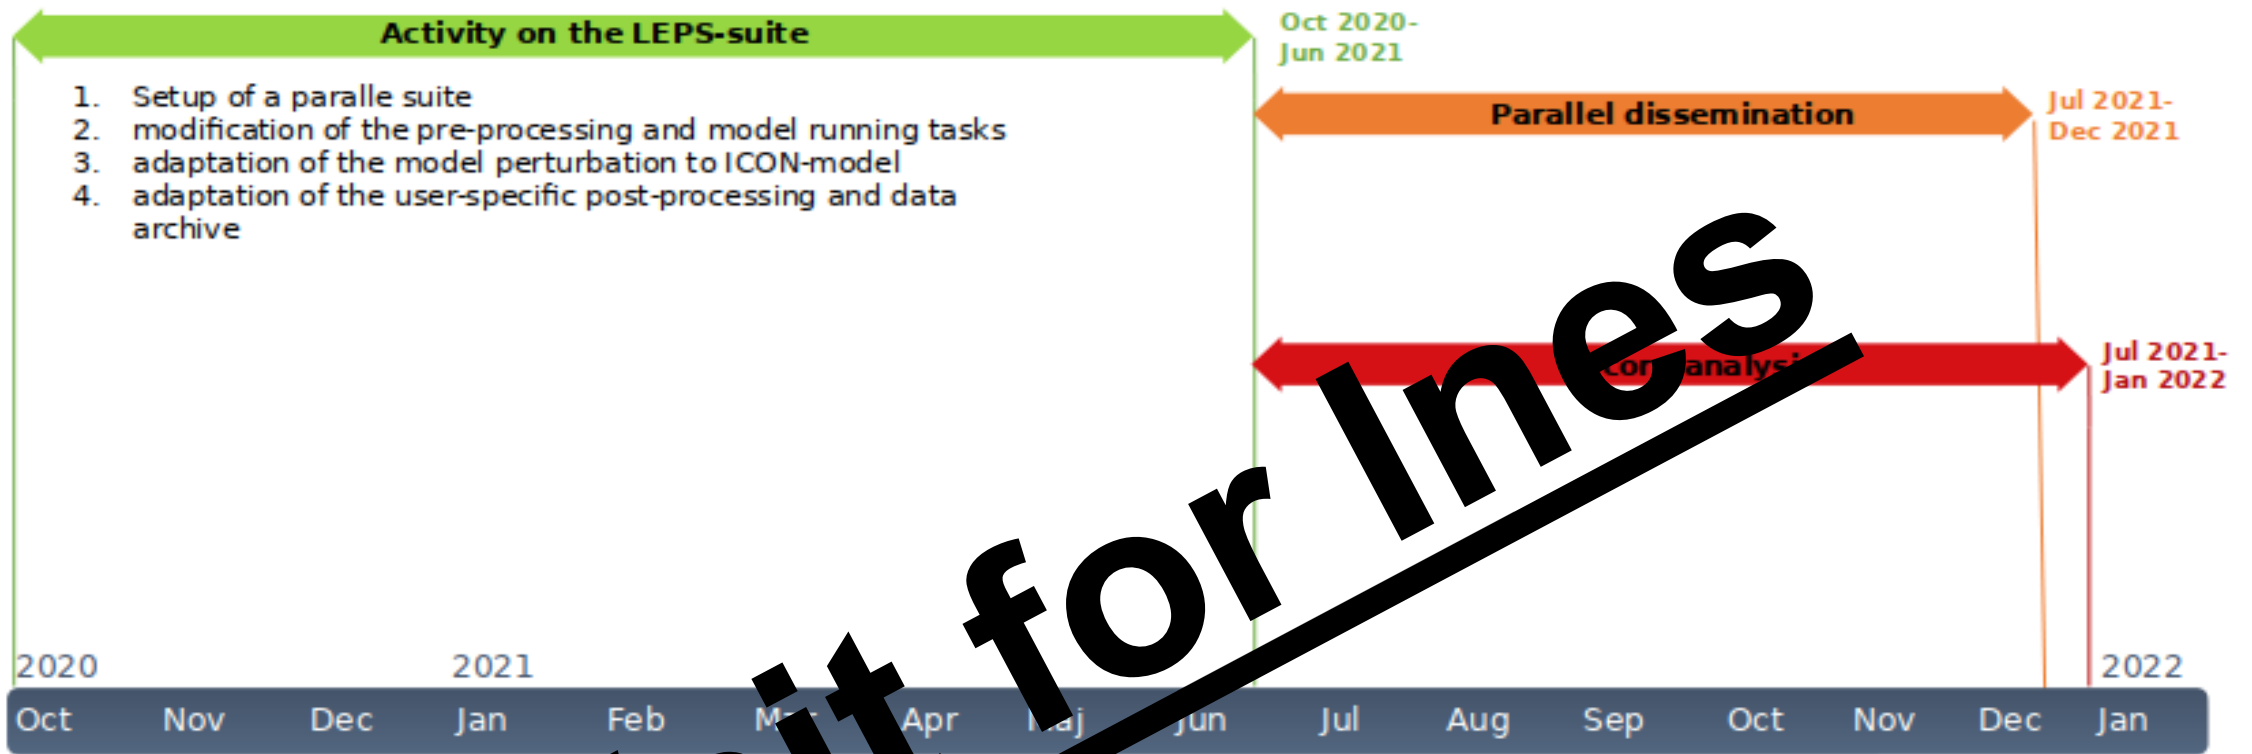 Activity on the LEPS-suite
Oct 2020-
Jun 2021
1. Setup of a paralle suite
2. modification of the pre-processing and model running tasks
3. adaptation of the model perturbation to ICON-model
4. adaptation of the user-specific post-processing and data
archive
Parallel dissemination
Jul 2021-
Dec 2021
Jul 2021-
Jan 2022
for Ines
2020 2021 2022
Oct Nov Dec Jan Feb Mar Apr Maj Jun Jul Aug Sep Oct Nov Dec Jan